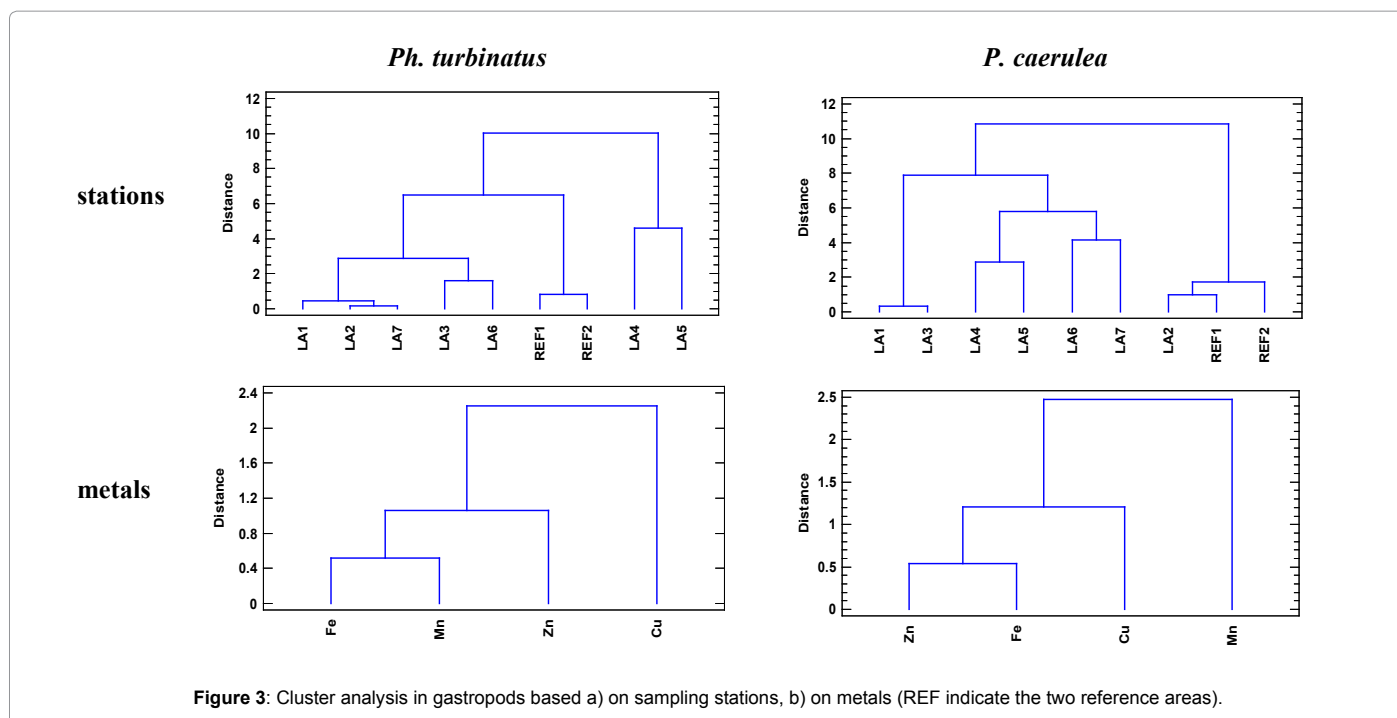 Ph. turbinatus
P. caerulea
stations
Distance
12
10
8
6
4
2
0
LA1 LA2 LA7 LA3 LA6 REF1 REF2 LA4 LA5
Distance
12
10
8
6
4
2
0
LA1 LA3 LA4 LA5 LA6 LA7 LA2 REF1 REF2
metals
Distance
2.4
2
1.6
1.2
0.8
0.4
0
Fe Mn Zn Cu
Distance
2.5
2
1.5
1
0.5
0
Zn Fe Cu Mn
Figure 3: Cluster analysis in gastropods based a) on sampling stations, b) on metals (REF indicate the two reference areas).